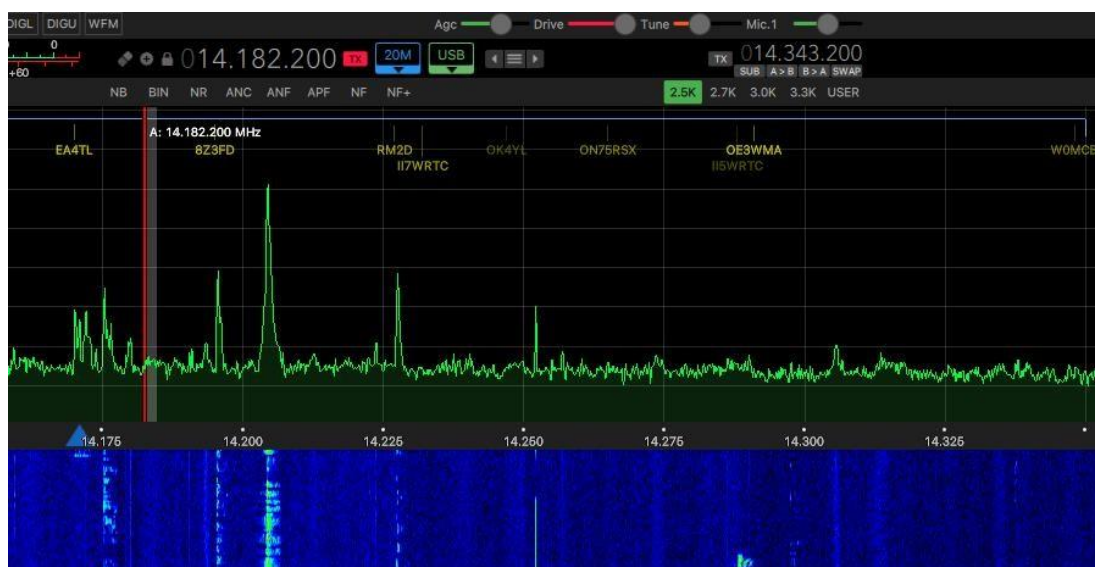 DIGL DIGU WFM Agc Drive Tune Mic.1
0
+60
014.182.200 TX 20M USB TX 014.343.200
SUB A>B B>A SWAP
NB BIN NR ANC ANF APF NF NF+ 2.5K 2.7K 3.0K 3.3K USER
A: 14.182.200 MHz
EA4TL 8Z3FD RM2D OK4YL ON75RSX OE3WMA W0MCB
II7WRTC II5WRTC
14.175 14.200 14.225 14.250 14.275 14.300 14.325